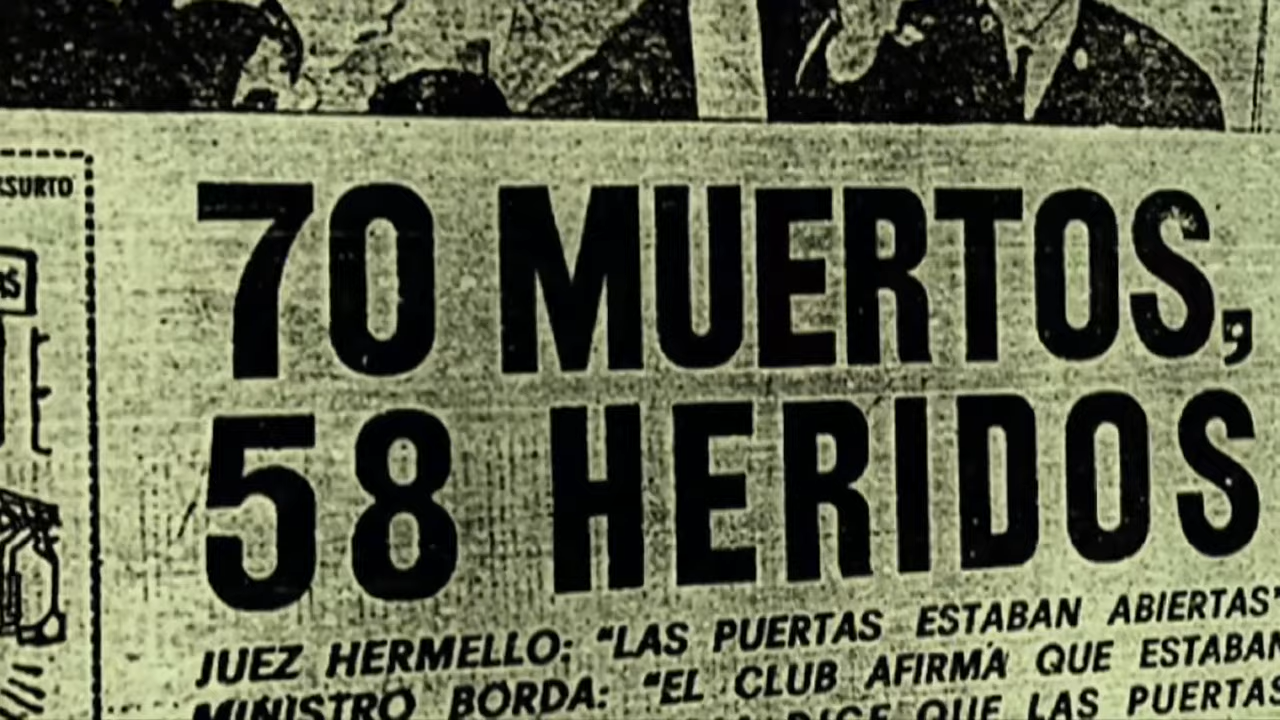 70 MUERTOS,
58 HERIDOS
JUEZ HERMELLO: "LAS PUERTAS ESTABAN ABIERTAS"
MINISTRO BORDA: "EL CLUB AFIRMA QUE ESTABAN
DICE QUE LAS PUERTAS